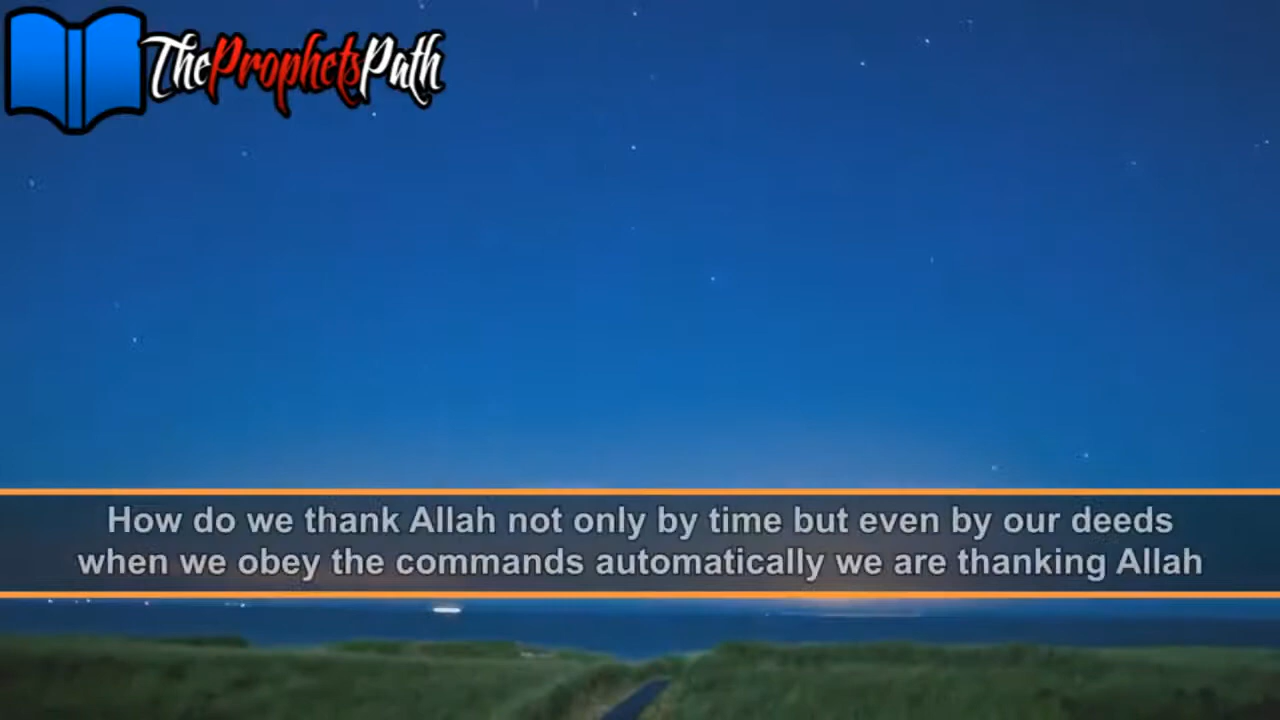 ThePropehtsPath
How do we thank Allah not only by time but even by our deeds
when we obey the commands automatically we are thanking Allah